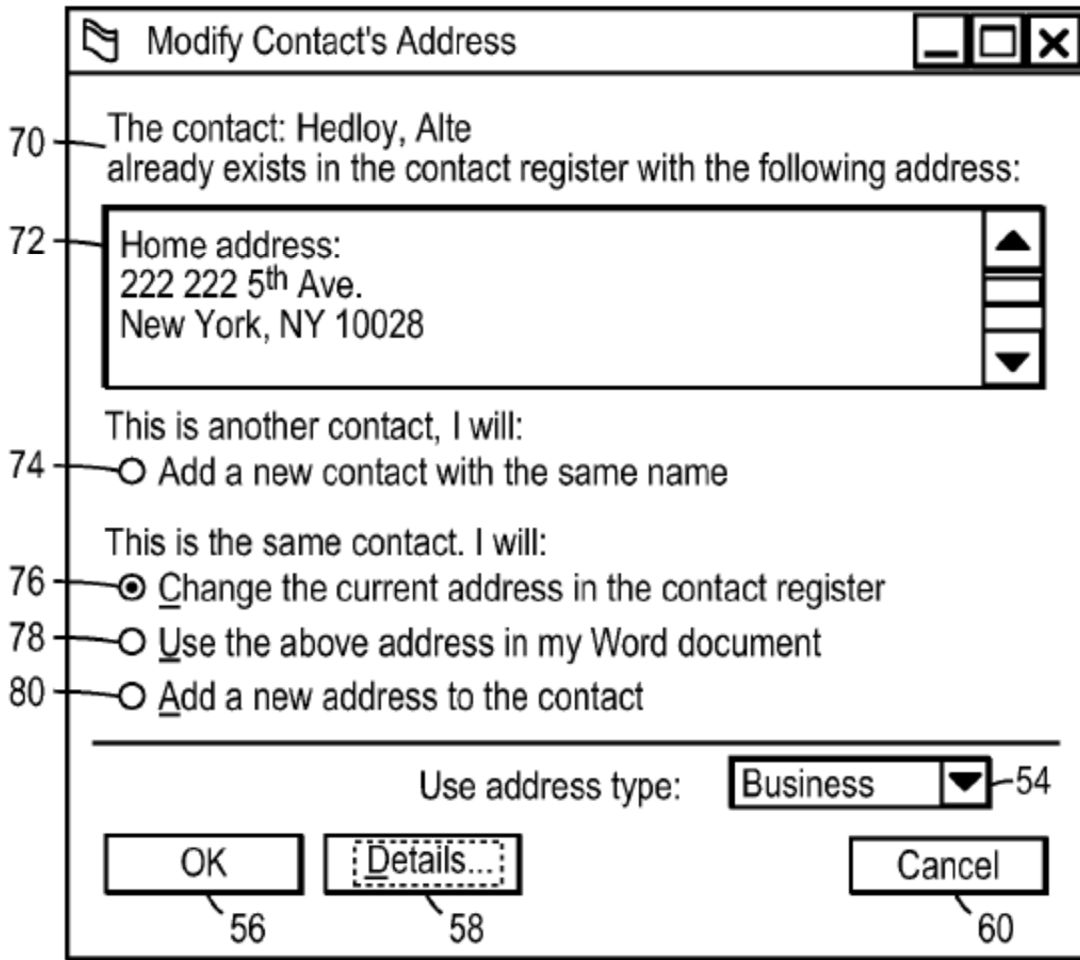 Modify Contact's Address
70
The contact: Hedloy, Alte
already exists in the contact register with the following address:
72
Home address:
222 222 5th Ave.
New York, NY 10028
This is another contact, I will:
74 Add a new contact with the same name
This is the same contact. I will:
76 Change the current address in the contact register
78 Use the above address in my Word document
80 Add a new address to the contact
Use address type: Business 54
OK Details... Cancel
56 58 60